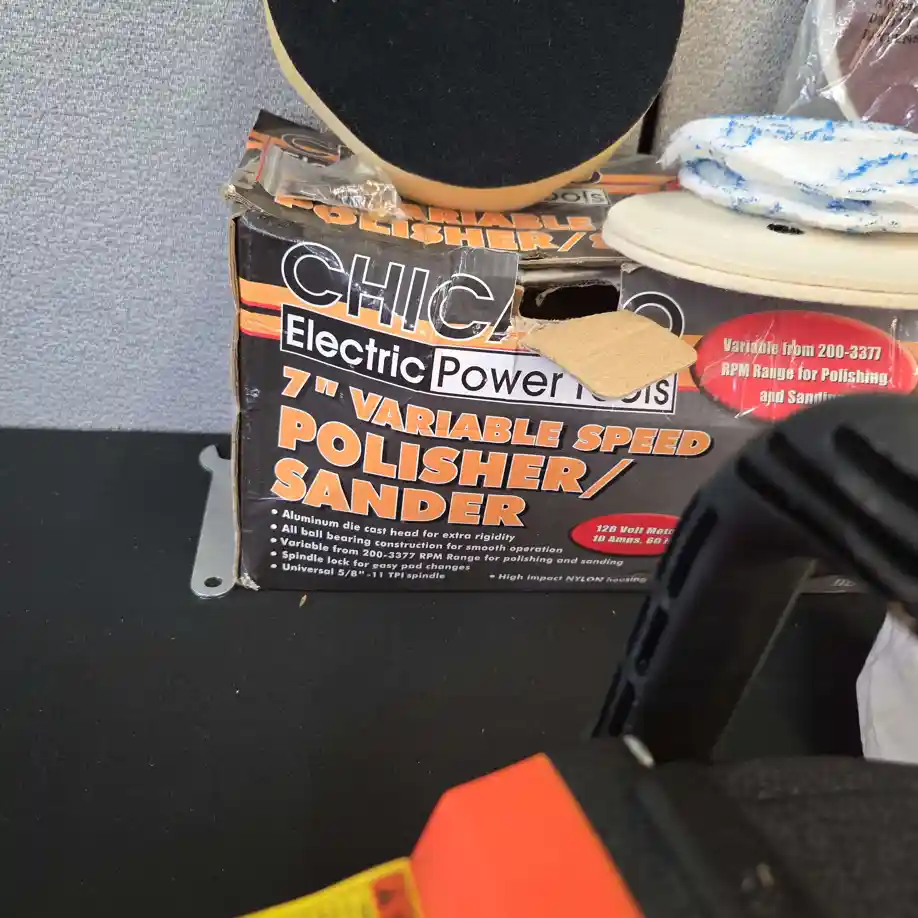 VARIABLE
POLISHER/S
CHICAGO
Electric Power Tools
7" VARIABLE SPEED
POLISHER/
SANDER
• Aluminum die cast head for extra rigidity
• All ball bearing construction for smooth operation
• Variable from 200-3377 RPM Range for polishing and sanding
• Spindle lock for easy pad changes
• Universal 5/8"-11 TPI spindle
• High impact NYLON housing
Variable from 200-3377
RPM Range for Polishing
and Sanding
120 Volt Moto
10 Amps, 60